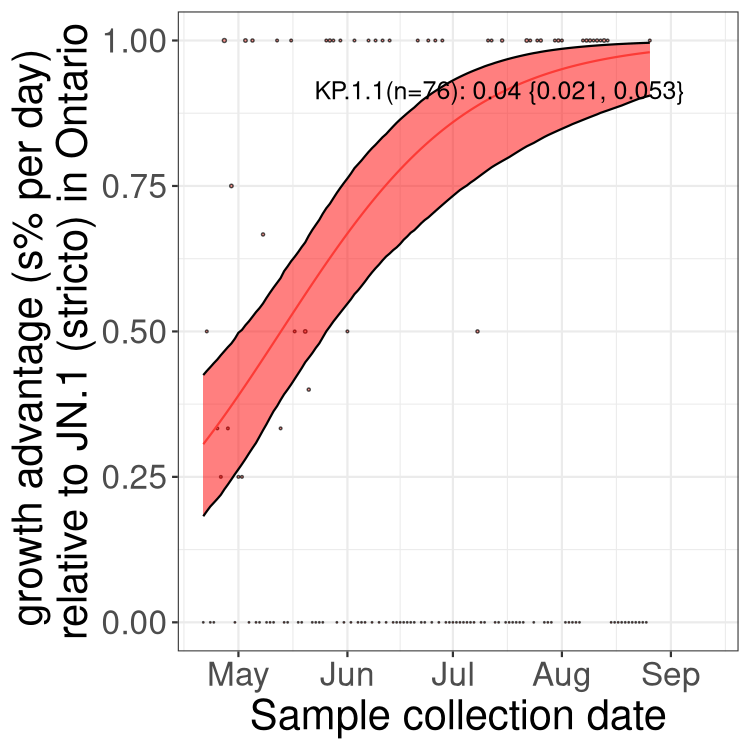 growth advantage (s% per day)
relative to JN.1 (stricto) in Ontario
1.00
0.75
0.50
0.25
0.00
KP.1.1(n=76): 0.04 {0.021, 0.053}
May Jun Jul Aug Sep
Sample collection date